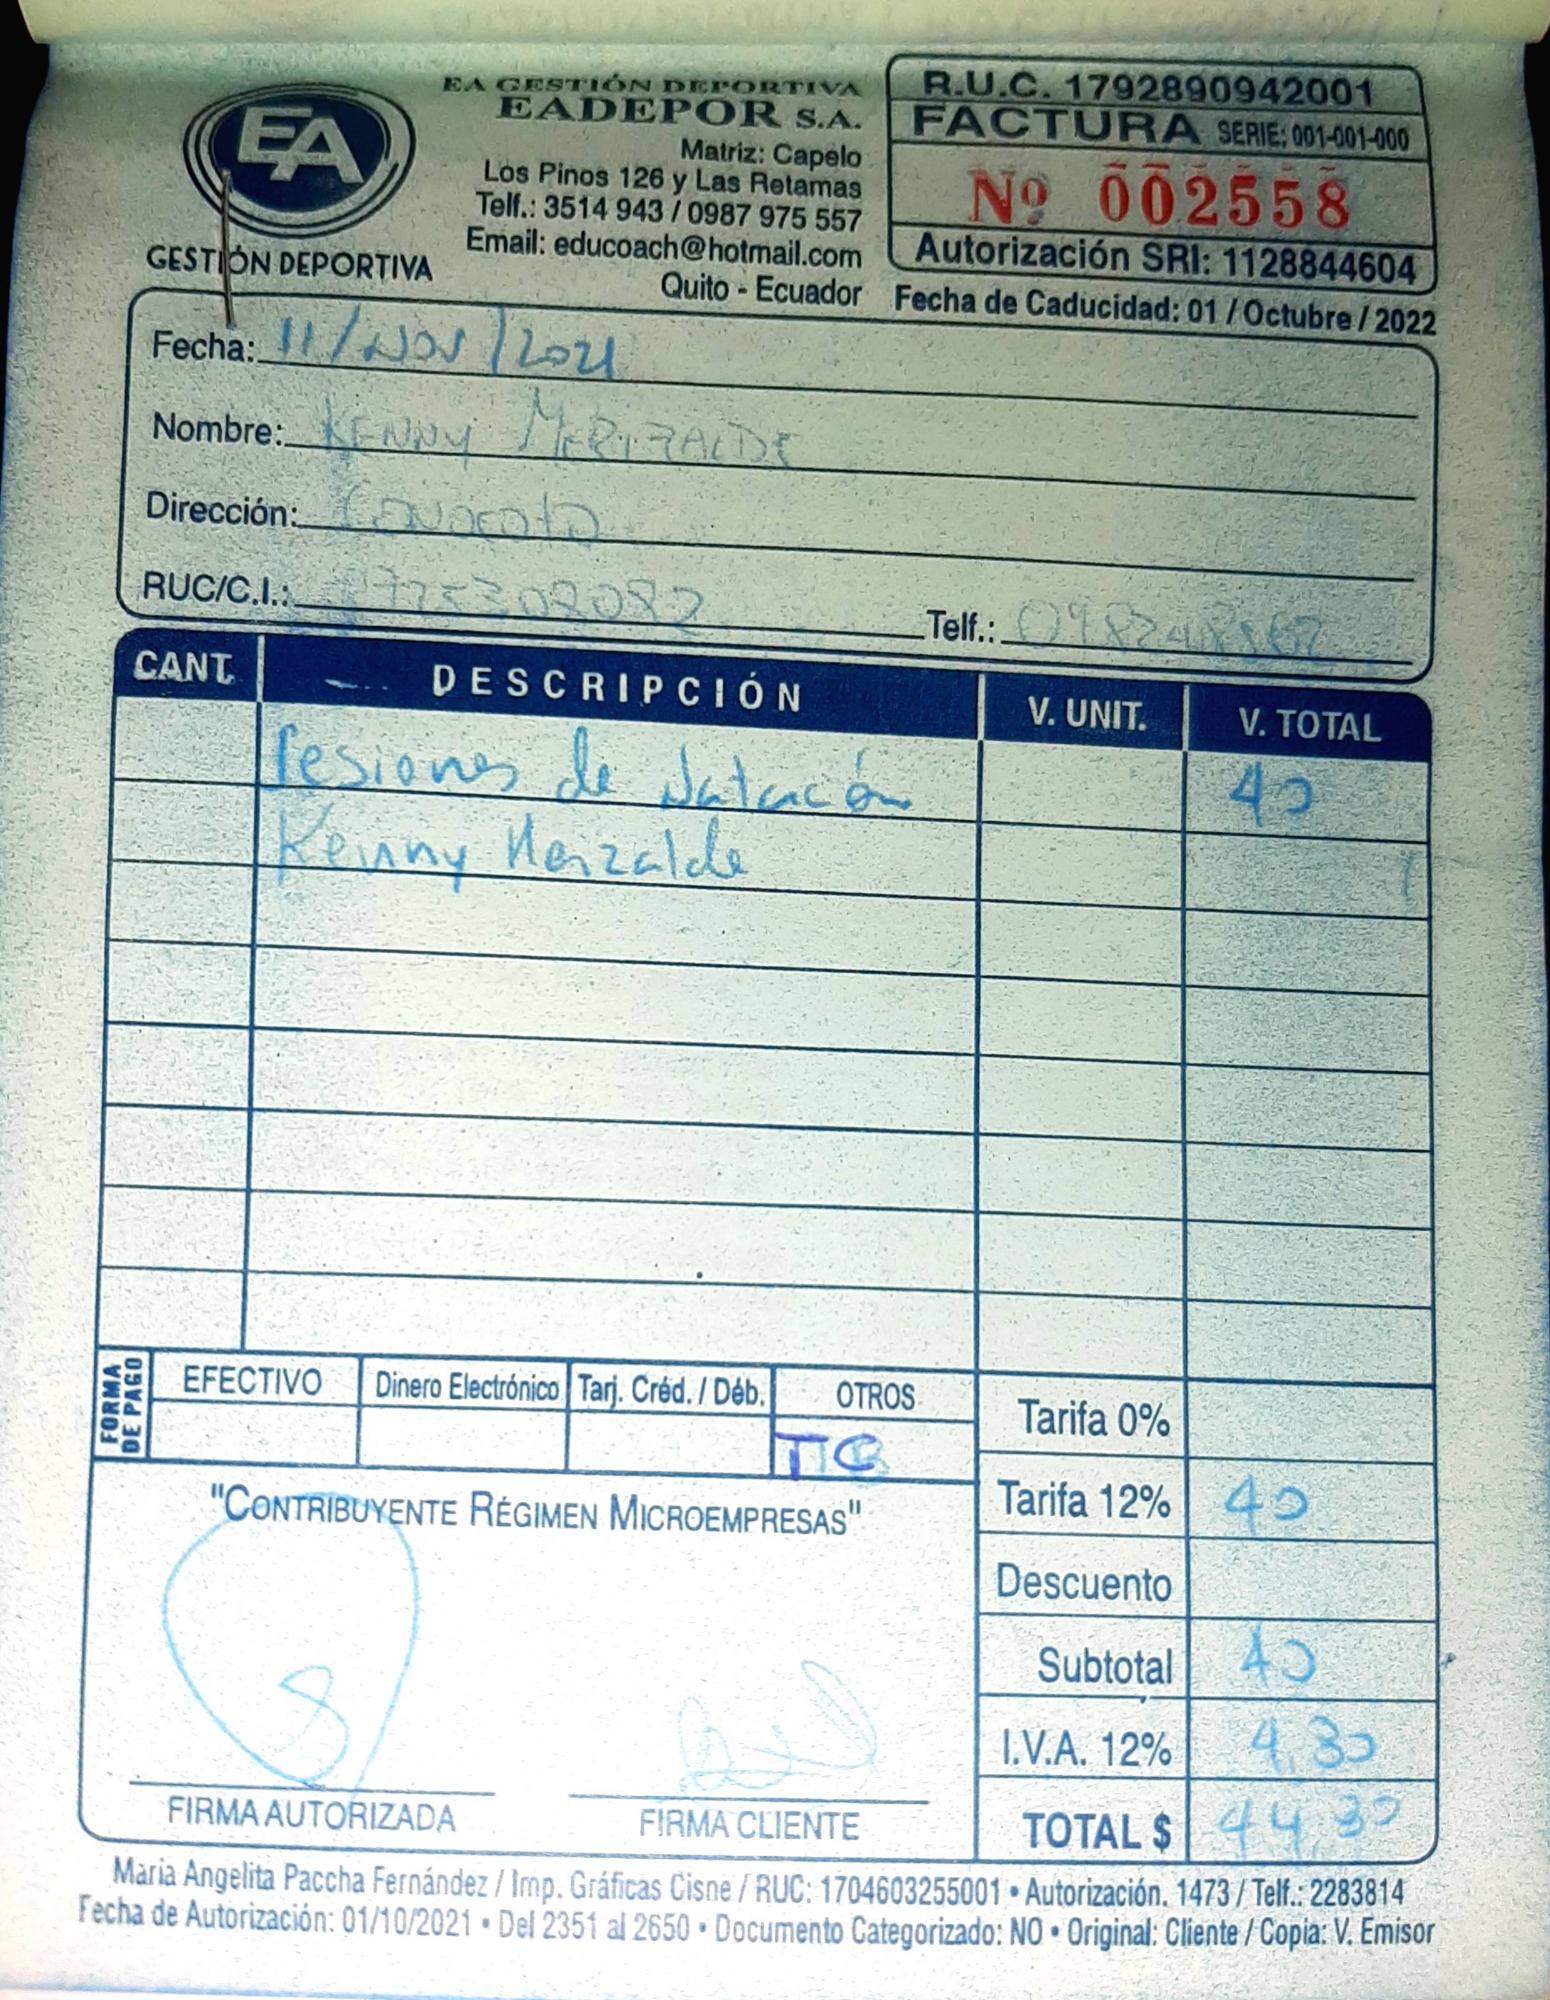 EA
GESTIÓN DEPORTIVA
EA GESTIÓN DEPORTIVA
EADEPOR S.A.
Matriz: Capelo
Los Pinos 126 y Las Retamas
Telf.: 3514 943 / 0987 975 557
Email: educoach@hotmail.com
Quito - Ecuador
R.U.C. 1792890942001
FACTURA SERIE: 001-001-000
Nº 002558
Autorización SRI: 1128844604
Fecha de Caducidad: 01 / Octubre / 2022
Fecha: 11/NOV/2021
Nombre: KENNY MERIZALDE
Dirección: Conocoto
RUC/C.I.:
Telf.:
CANT. DESCRIPCIÓN V. UNIT. V. TOTAL
Sesiones de Natación 40
Kenny Merizalde
FORMA DE PAGO
EFECTIVO Dinero Electrónico Tarj. Créd. / Déb. OTROS
TC
"CONTRIBUYENTE RÉGIMEN MICROEMPRESAS"
Tarifa 0%
Tarifa 12% 40
Descuento
Subtotal 40
I.V.A. 12% 4,30
TOTAL $ 44,30
FIRMA AUTORIZADA FIRMA CLIENTE
Maria Angelita Paccha Fernández / Imp. Gráficas Cisne / RUC: 1704603255001 • Autorización. 1473 / Telf.: 2283814
Fecha de Autorización: 01/10/2021 • Del 2351 al 2650 • Documento Categorizado: NO • Original: Cliente / Copia: V. Emisor